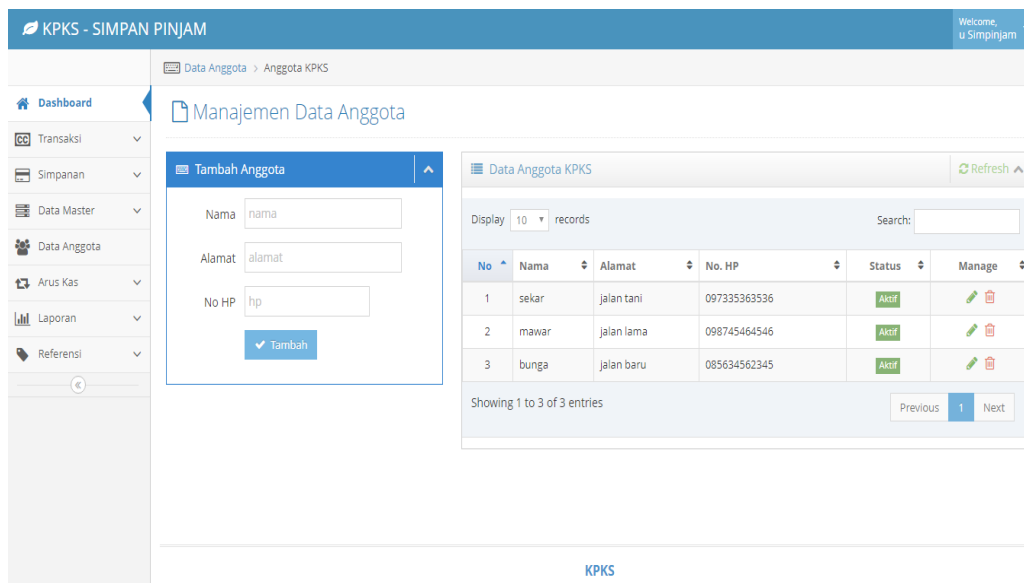 KPKS - SIMPAN PINJAM
Welcome,
u Simpinjam
Data Anggota > Anggota KPKS
Dashboard
Transaksi
Simpanan
Data Master
Data Anggota
Arus Kas
Laporan
Referensi
Manajemen Data Anggota
Tambah Anggota
Nama nama
Alamat alamat
No HP hp
Tambah
Data Anggota KPKS
Refresh
Display 10 records
Search:
No Nama Alamat No. HP Status Manage
1 sekar jalan tani 097335363536 Aktif
2 mawar jalan lama 098745464546 Aktif
3 bunga jalan baru 085634562345 Aktif
Showing 1 to 3 of 3 entries
Previous 1 Next
KPKS